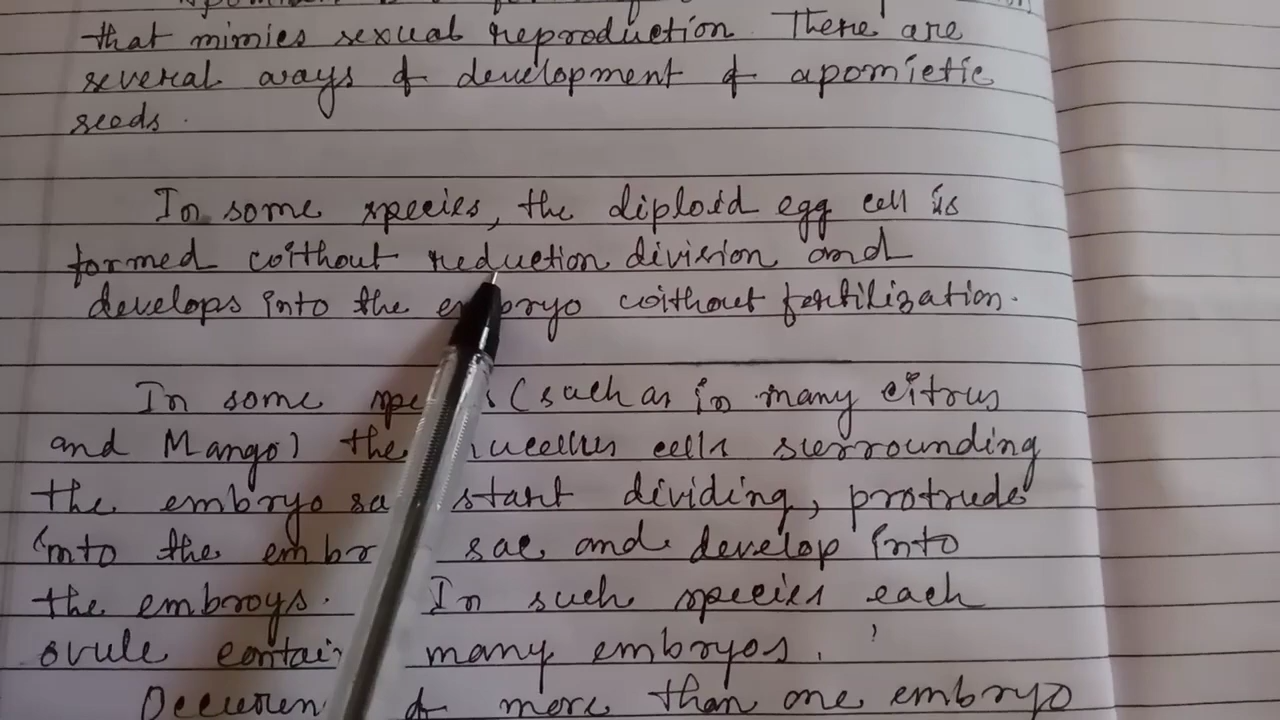 that mimics sexual reproduction. There are
several ways of development of apomictic
seeds.
In some species, the diploid egg cell is
formed without reduction division and
develops into the embryo without fertilization.
In some (such as in many citrus
and Mango) the cells surrounding
the embryo start dividing, protrude
into the sac and develop into
the embroys. In such species each
ovule many embryos.
of more than one embryo